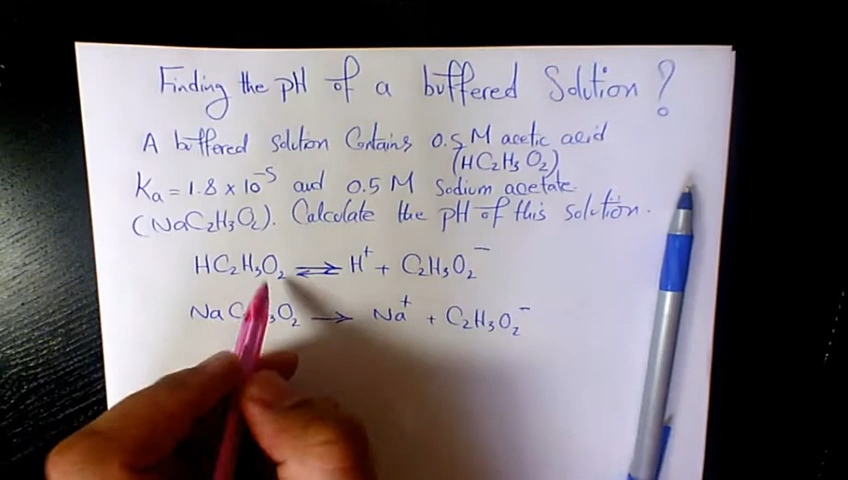 Finding the pH of a buffered Solution ?
A buffered solution Contains 0.5 M acetic acid
(HC₂H₃O₂)
Ka = 1.8 x 10⁻⁵ and 0.5 M Sodium acetate.
(NaC₂H₃O₂). Calculate the pH of this solution.
HC₂H₃O₂ ⇌ H⁺ + C₂H₃O₂⁻
NaC₃O₂ → Na⁺ + C₂H₃O₂⁻